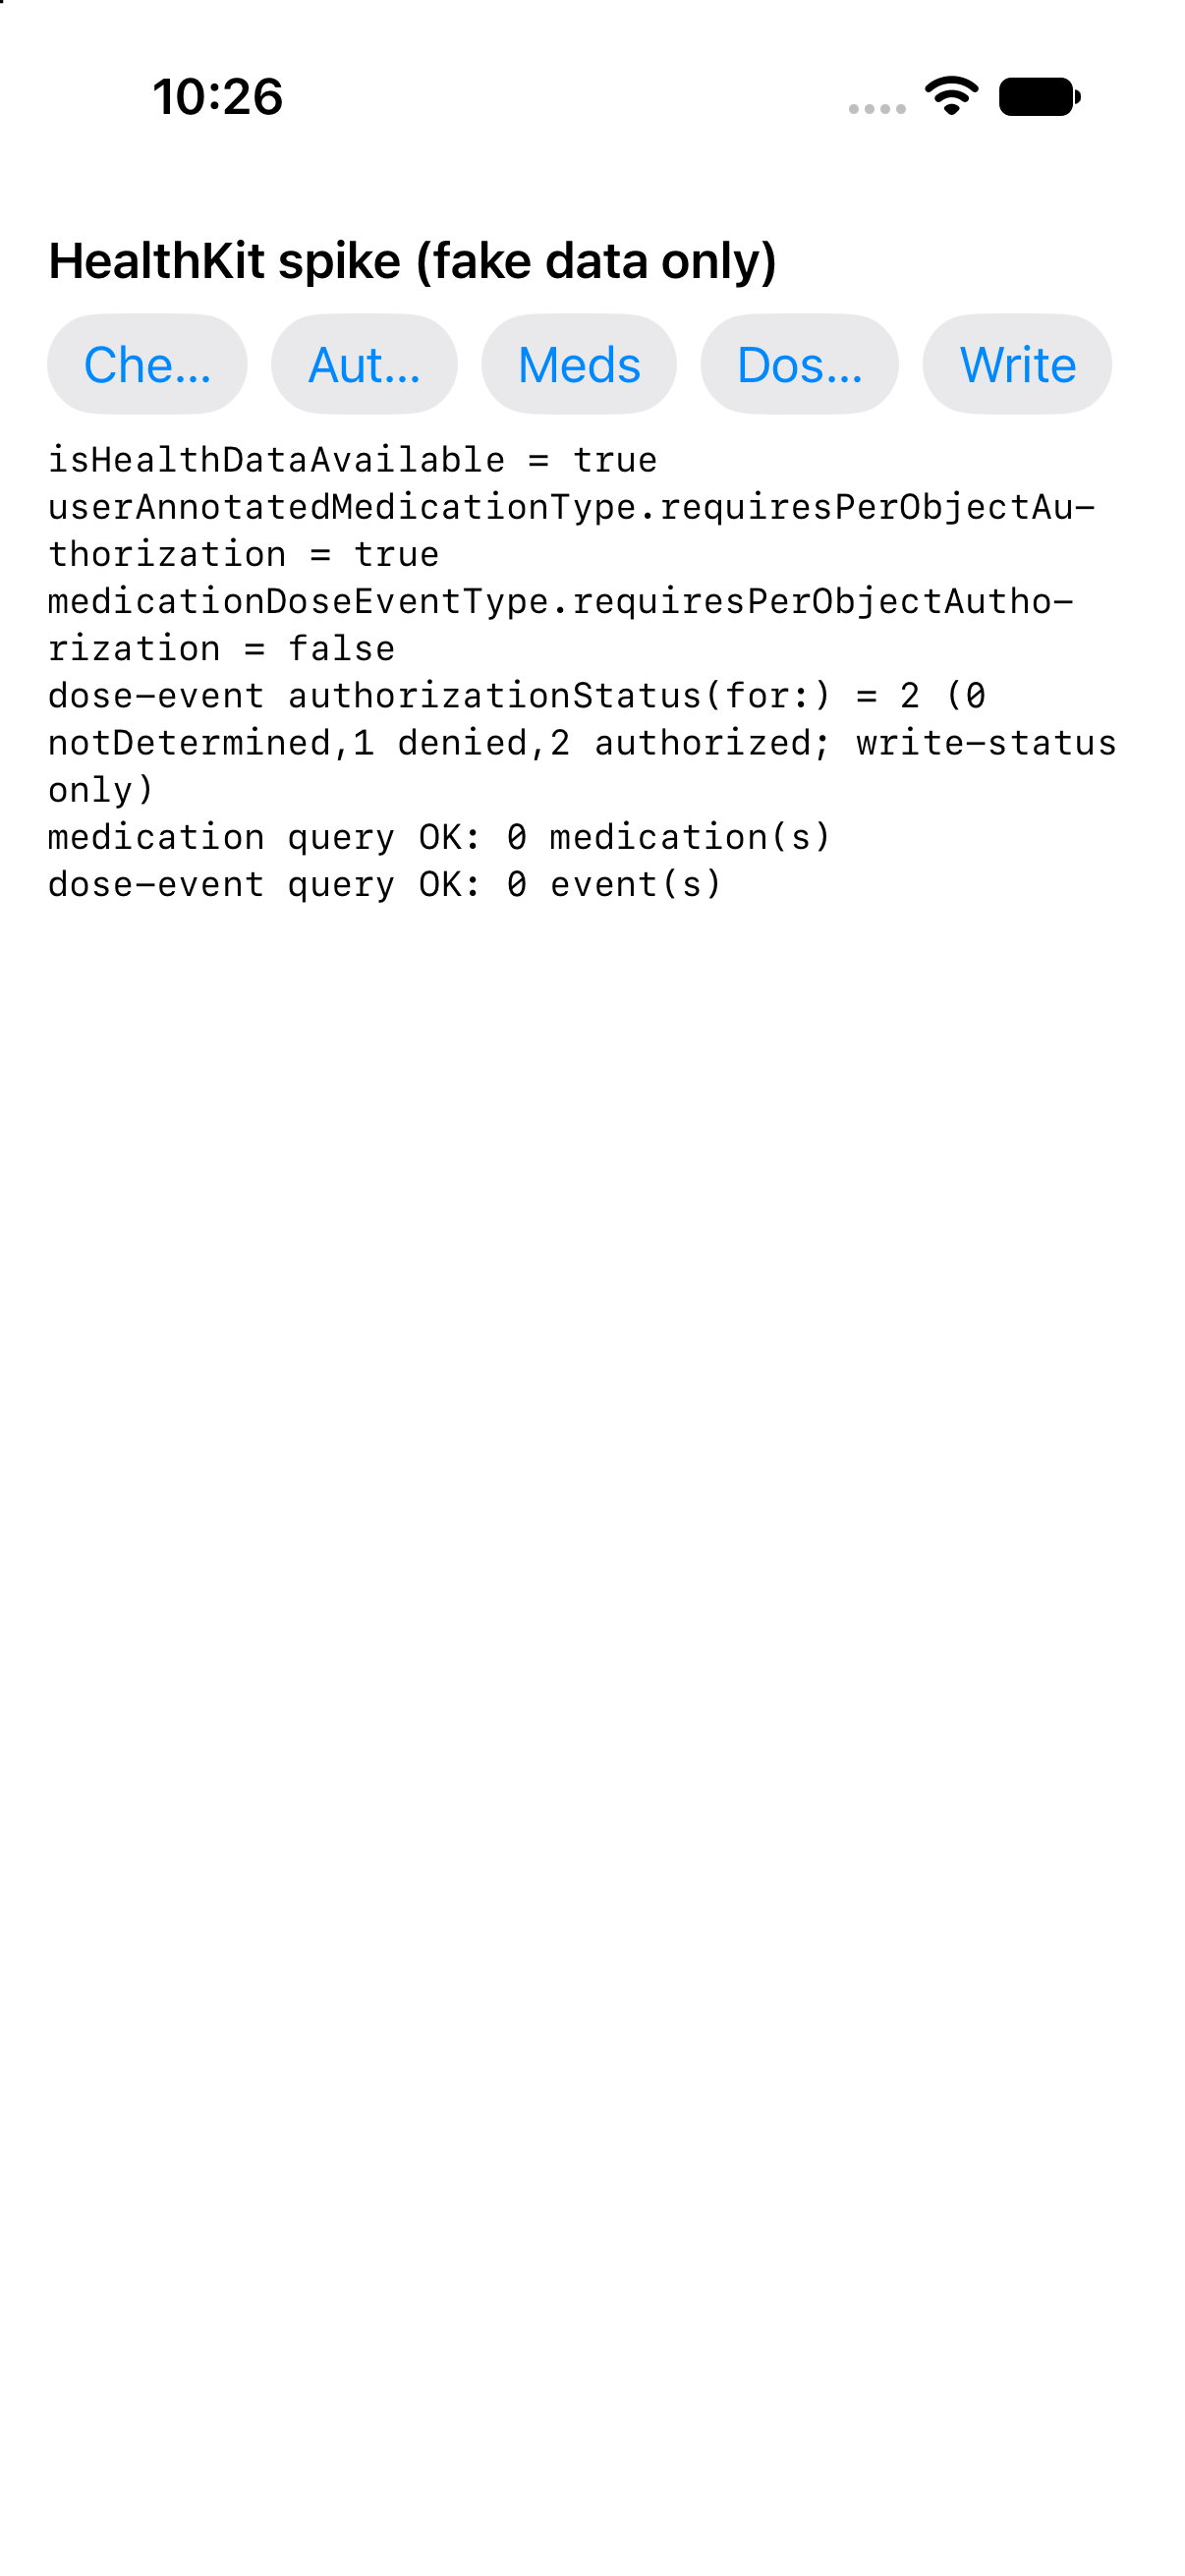 10:26
HealthKit spike (fake data only)
Che... Aut... Meds Dos... Write
isHealthDataAvailable = true
userAnnotatedMedicationType.requiresPerObjectAu-
thorization = true
medicationDoseEventType.requiresPerObjectAutho-
rization = false
dose-event authorizationStatus(for:) = 2 (0
notDetermined,1 denied,2 authorized; write-status
only)
medication query OK: 0 medication(s)
dose-event query OK: 0 event(s)